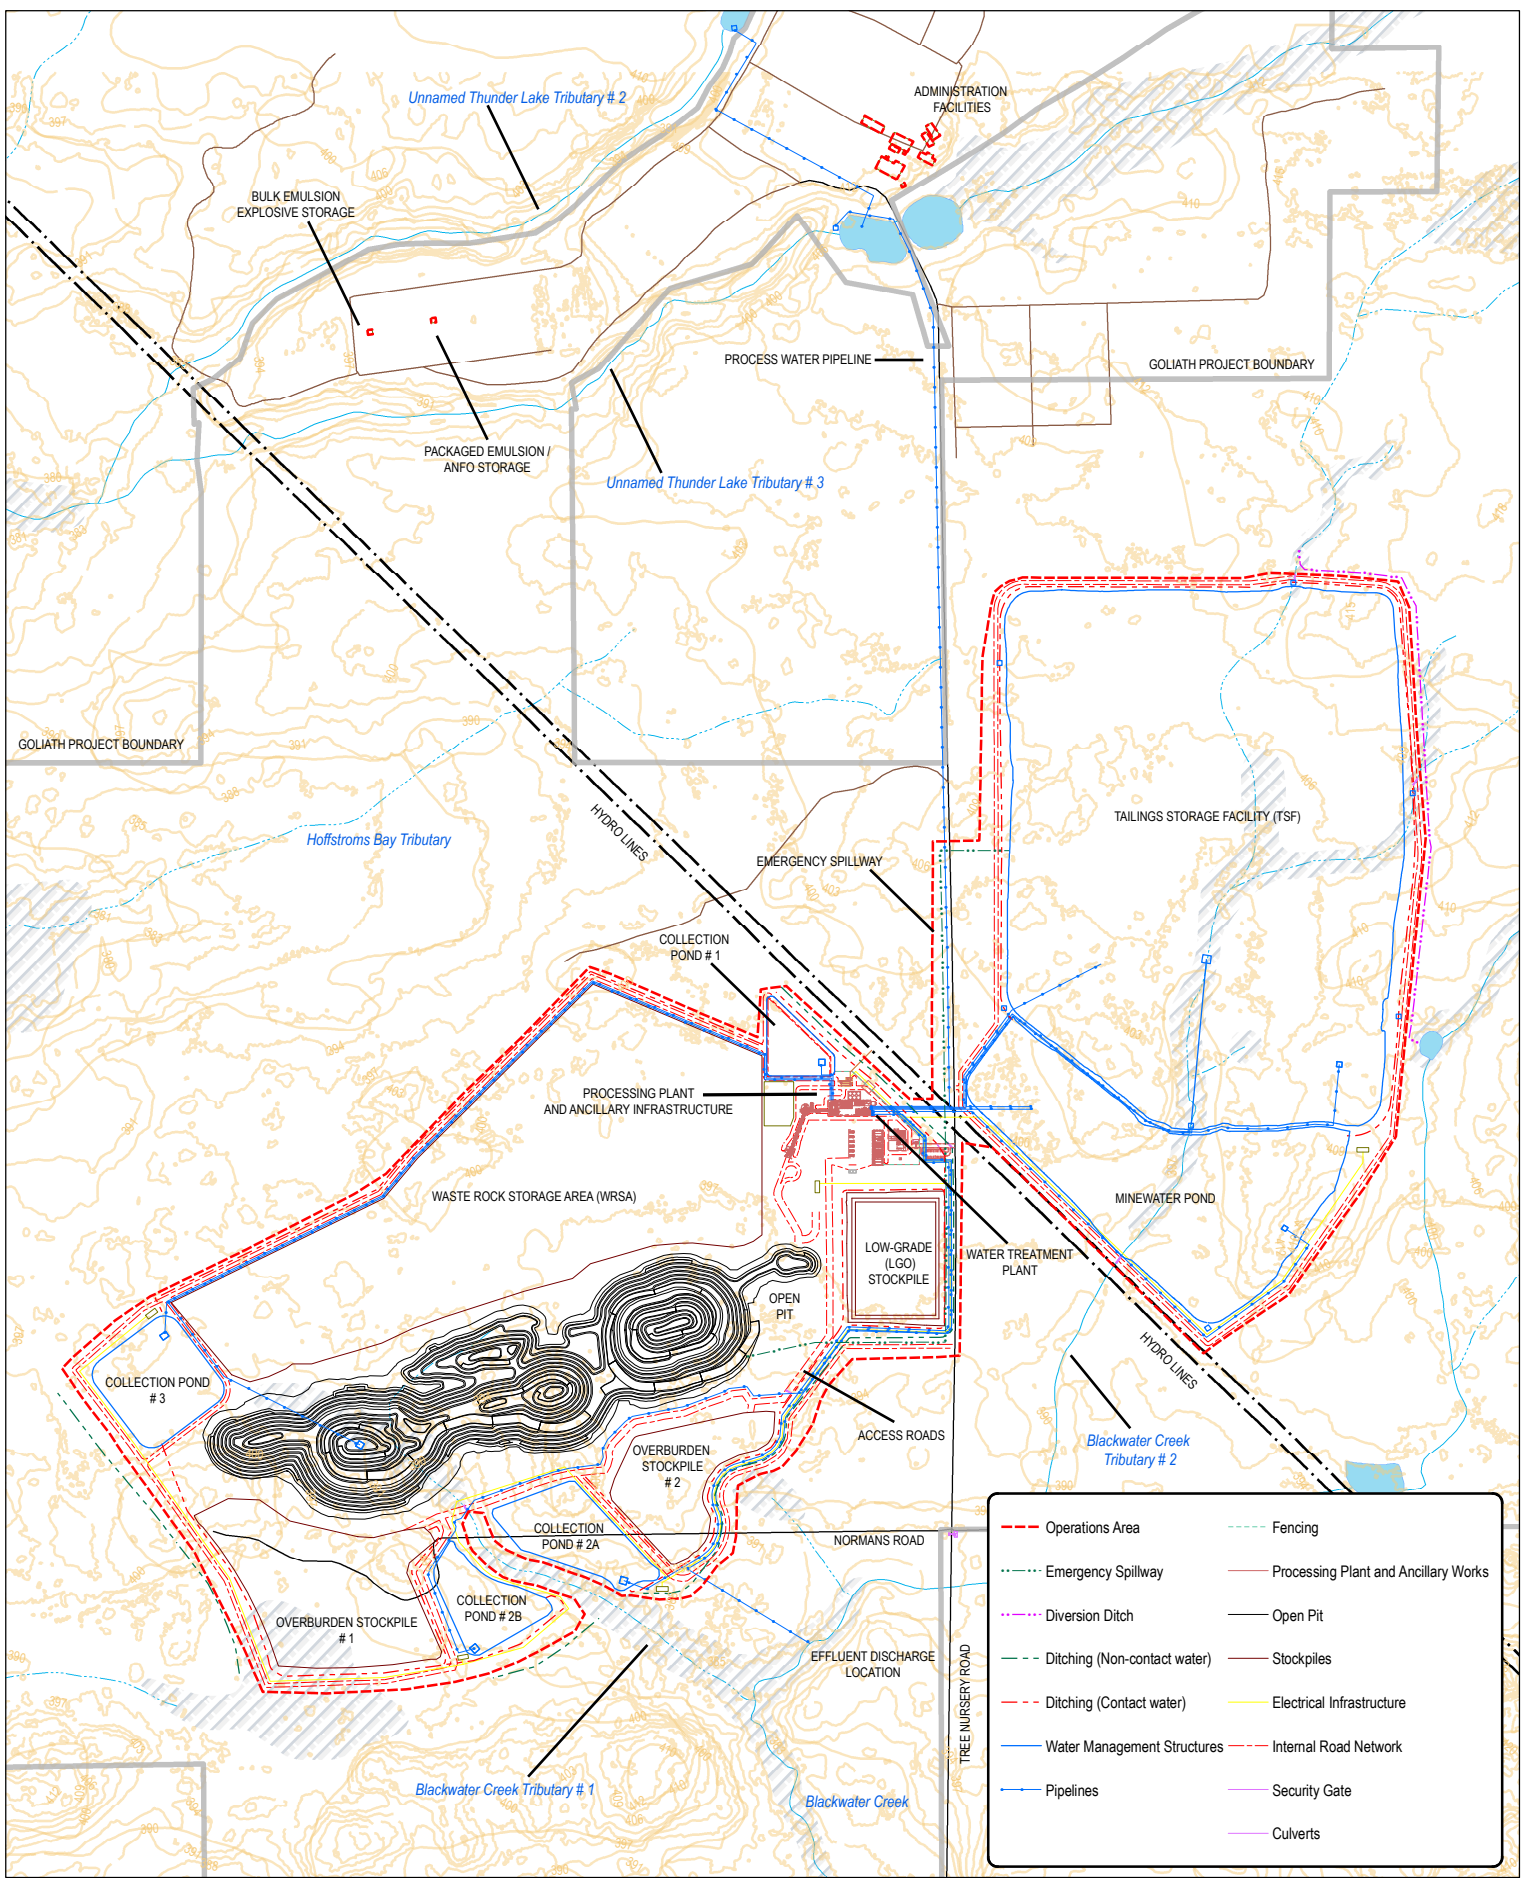 ADMINISTRATION
FACILITIES
Unnamed Thunder Lake Tributary # 2
BULK EMULSION
EXPLOSIVE STORAGE
PROCESS WATER PIPELINE
GOLIATH PROJECT BOUNDARY
PACKAGED EMULSION /
ANFO STORAGE
Unnamed Thunder Lake Tributary # 3
GOLIATH PROJECT BOUNDARY
HYDRO LINES
Hoffstroms Bay Tributary
TAILINGS STORAGE FACILITY (TSF)
EMERGENCY SPILLWAY
COLLECTION
POND # 1
PROCESSING PLANT
AND ANCILLARY INFRASTRUCTURE
WASTE ROCK STORAGE AREA (WRSA)
MINEWATER POND
LOW-GRADE
(LGO)
STOCKPILE
WATER TREATMENT
PLANT
OPEN
PIT
HYDRO LINES
COLLECTION POND
# 3
ACCESS ROADS
Blackwater Creek
Tributary # 2
OVERBURDEN
STOCKPILE
# 2
COLLECTION
POND # 2A
NORMANS ROAD
COLLECTION
POND # 2B
OVERBURDEN STOCKPILE
# 1
EFFLUENT DISCHARGE
LOCATION
TREE NURSERY ROAD
Blackwater Creek Tributary # 1
Blackwater Creek
Operations Area
Emergency Spillway
Diversion Ditch
Ditching (Non-contact water)
Ditching (Contact water)
Water Management Structures
Pipelines
Fencing
Processing Plant and Ancillary Works
Open Pit
Stockpiles
Electrical Infrastructure
Internal Road Network
Security Gate
Culverts